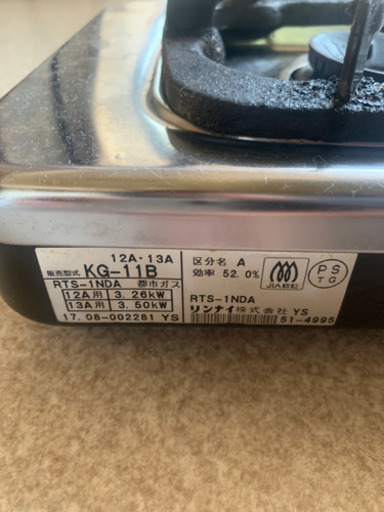 12A・13A
販売型式 KG-11B
RTS-1NDA 都市ガス
12A用 3.26kW
13A用 3.50kW
17.08-002281 YS
区分名 A
効率 52.0%
JIA認証
PS
TG
RTS-1NDA
リンナイ株式会社 YS
51-4995